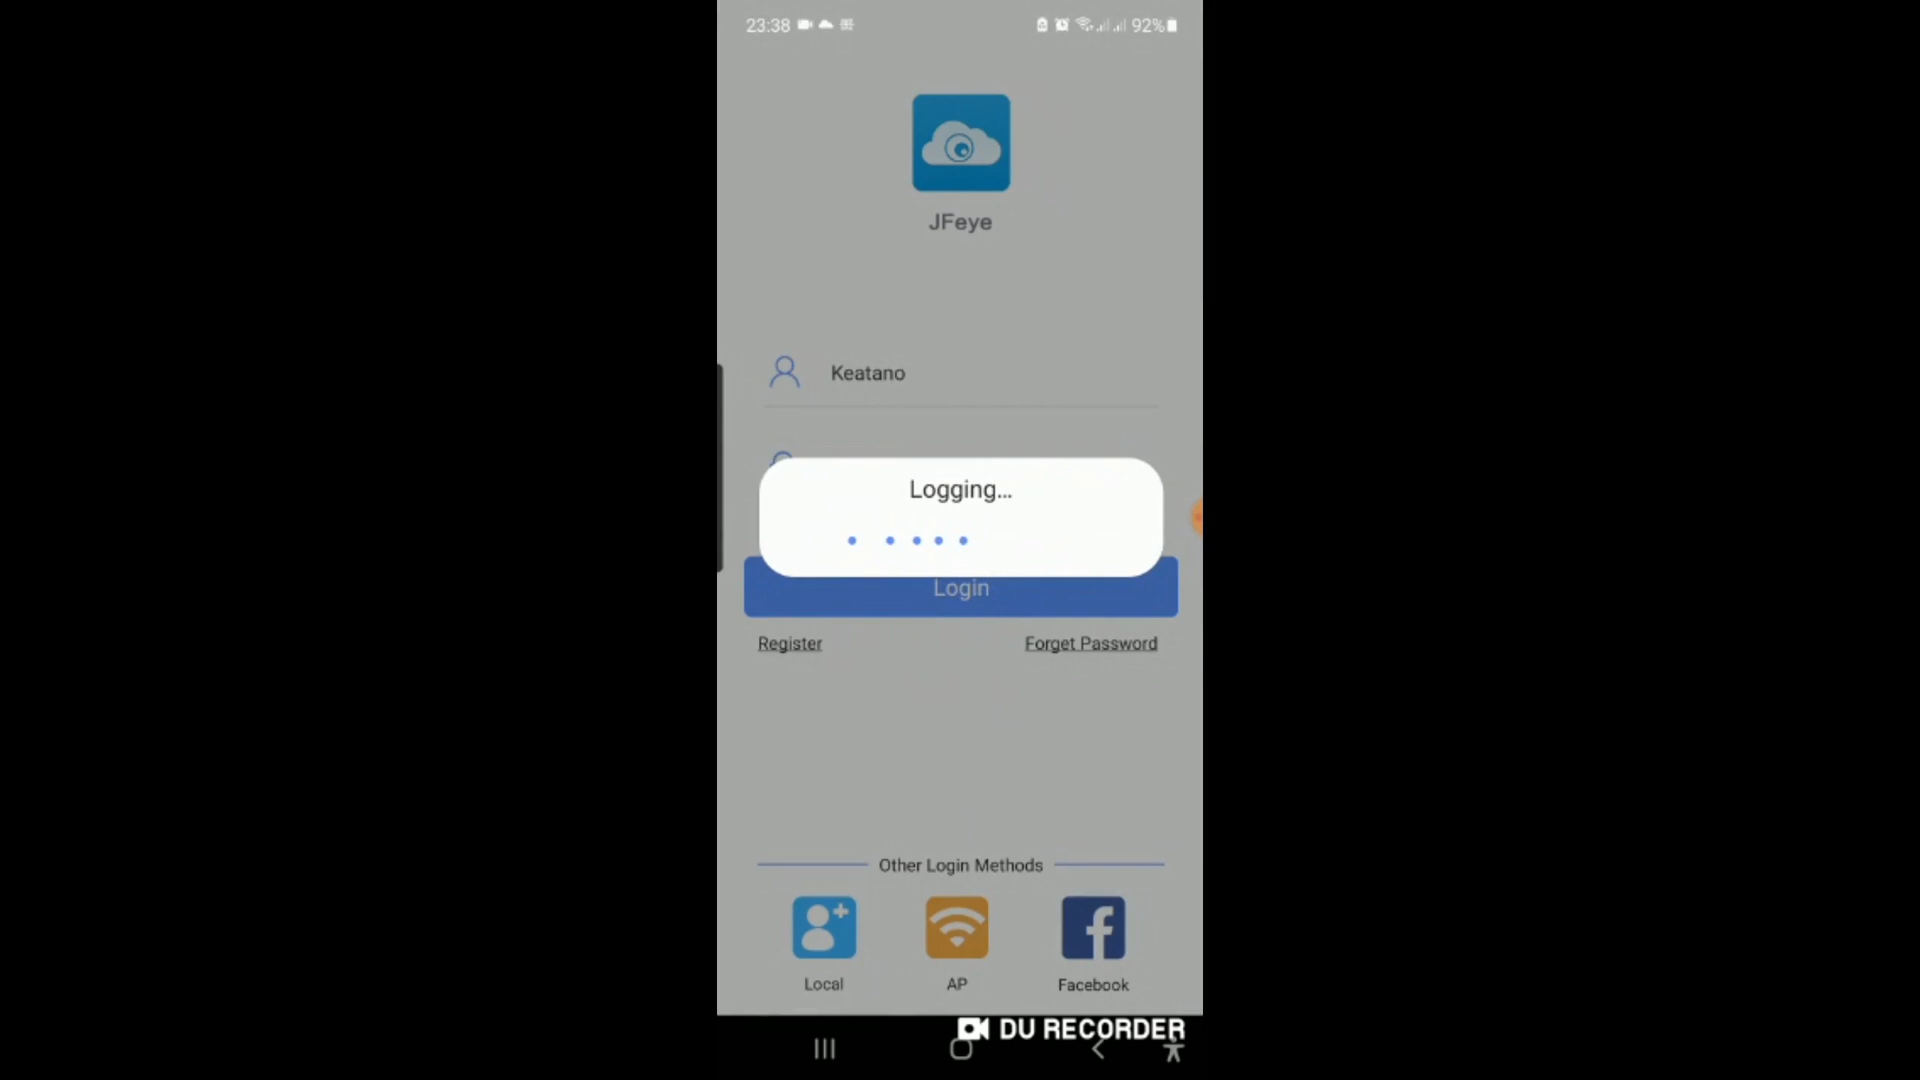 23:38 92%
JFeye
Keatano
Logging...
Login
Register Forget Password
Other Login Methods
Local AP Facebook
DU RECORDER